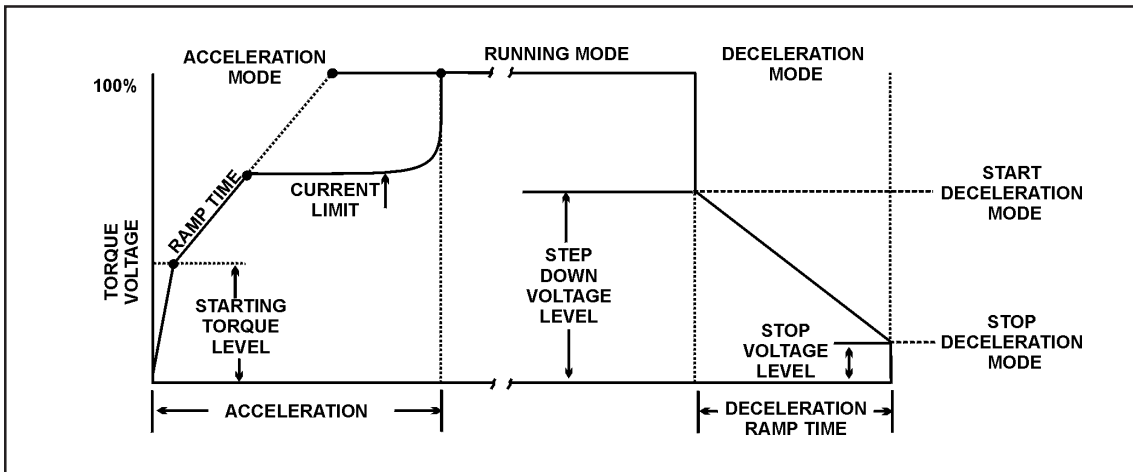 ACCELERATION
MODE
RUNNING MODE
DECELERATION
MODE
100%
TORQUE
VOLTAGE
RAMP TIME
CURRENT
LIMIT
STARTING
TORQUE
LEVEL
STEP
DOWN
VOLTAGE
LEVEL
START
DECELERATION
MODE
STOP
VOLTAGE
LEVEL
STOP
DECELERATION
MODE
ACCELERATION
DECELERATION
RAMP TIME